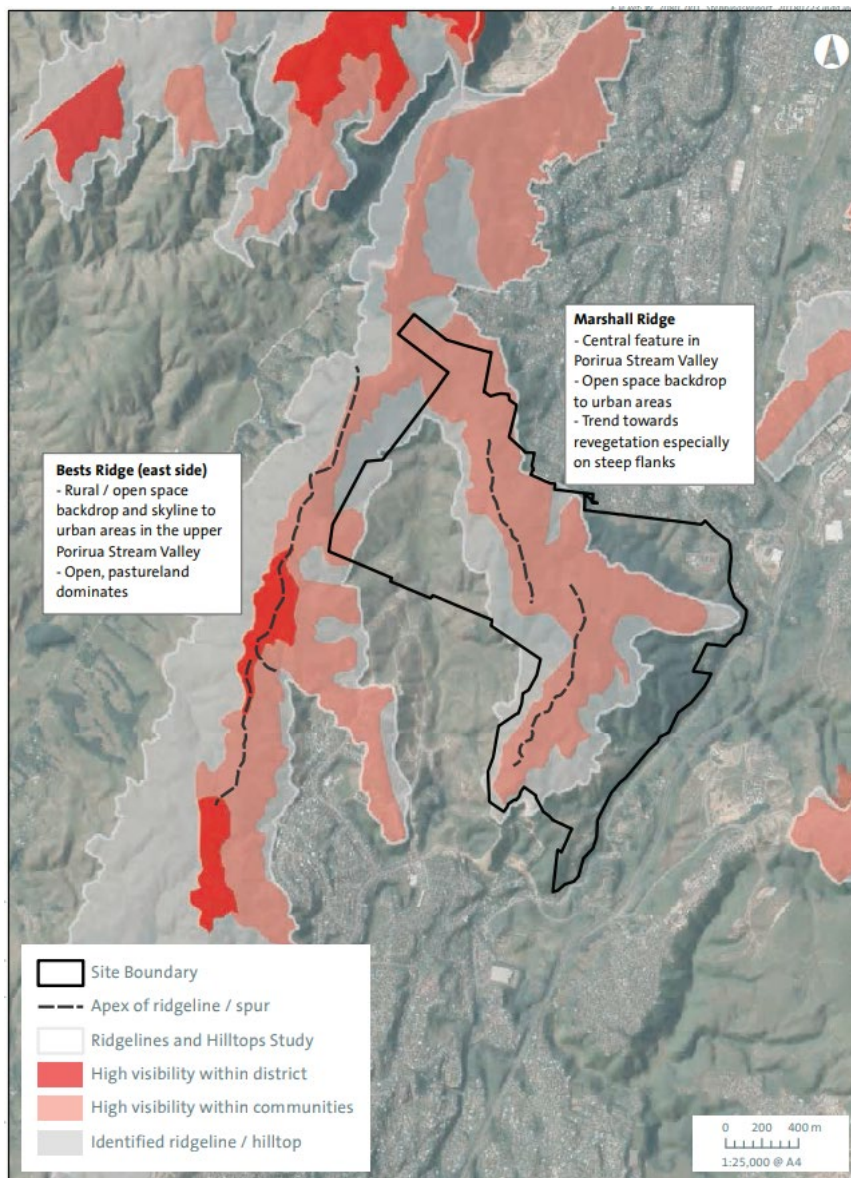 Marshall Ridge
- Central feature in
Porirua Stream Valley
- Open space backdrop
to urban areas
- Trend towards
revegetation especially
on steep flanks
Bests Ridge (east side)
- Rural / open space
backdrop and skyline to
urban areas in the upper
Porirua Stream Valley
- Open, pastureland
dominates
Site Boundary
Apex of ridgeline / spur
Ridgelines and Hilltops Study
High visibility within district
High visibility within communities
Identified ridgeline / hilltop
0 200 400 m
1:25,000 @ A4